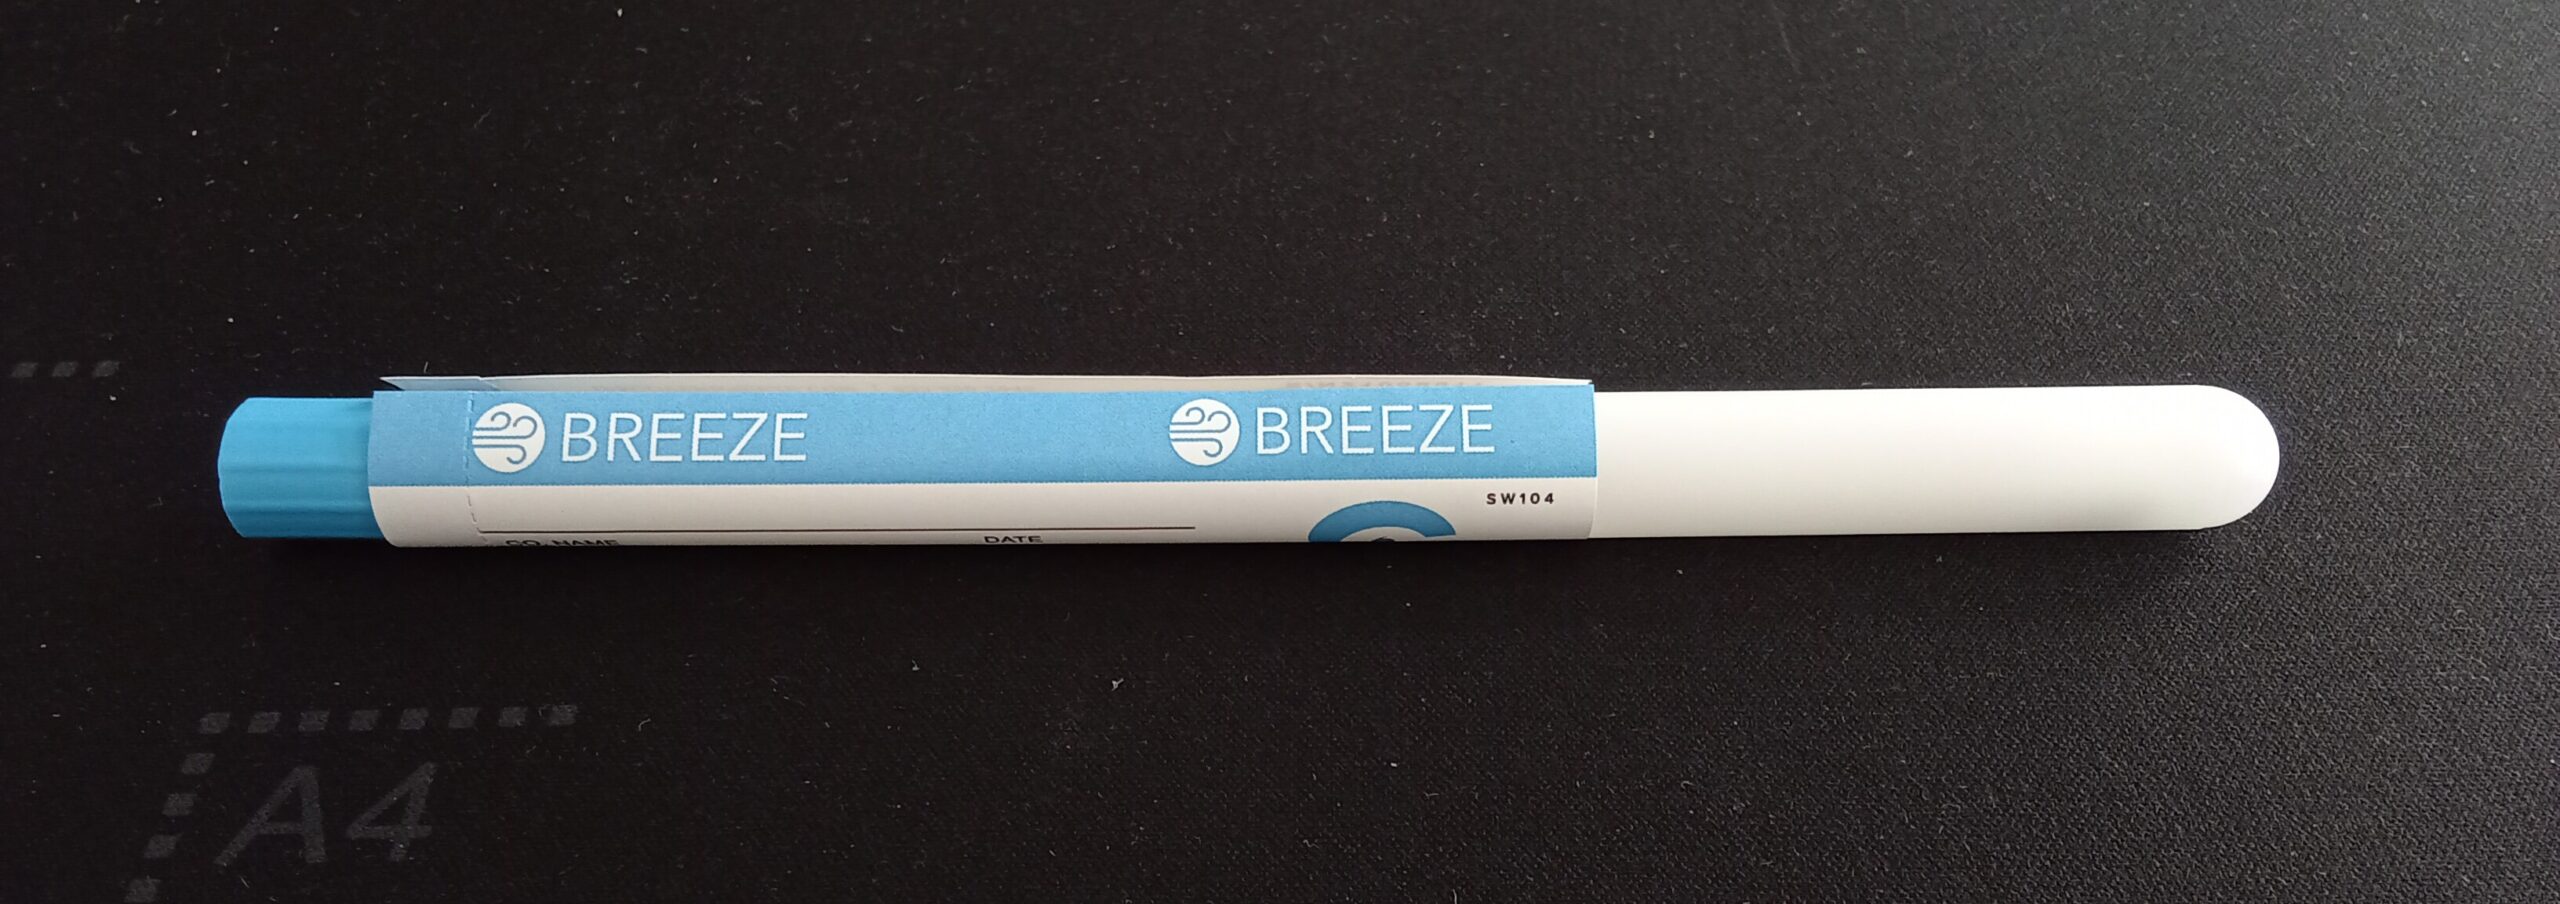 BREEZE BREEZE
SW104
CO. NAME DATE
A4